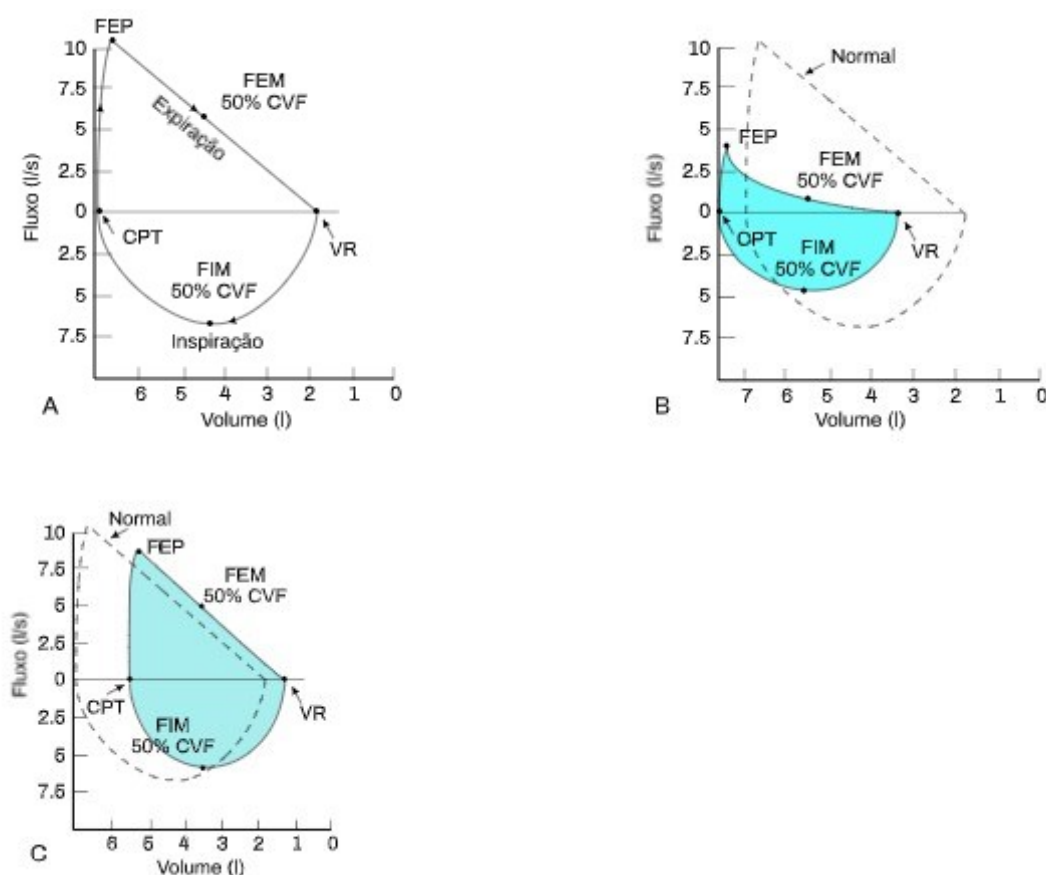 FEP
10
7.5
5
2.5
0
2.5
5
7.5
Fluxo (l/s)
FEM
50% CVF
Expiração
CPT
VR
FIM
50% CVF
Inspiração
6 5 4 3 2 1 0
Volume (l)
A
10
7.5
5
2.5
0
2.5
5
7.5
Fluxo (l/s)
Normal
FEP
FEM
50% CVF
CPT
VR
FIM
50% CVF
7 6 5 4 3 2 1 0
Volume (l)
B
10
7.5
5
2.5
0
2.5
5
7.5
Fluxo (l/s)
Normal
FEP
FEM
50% CVF
CPT
VR
FIM
50% CVF
6 5 4 3 2 1 0
Volume (l)
C